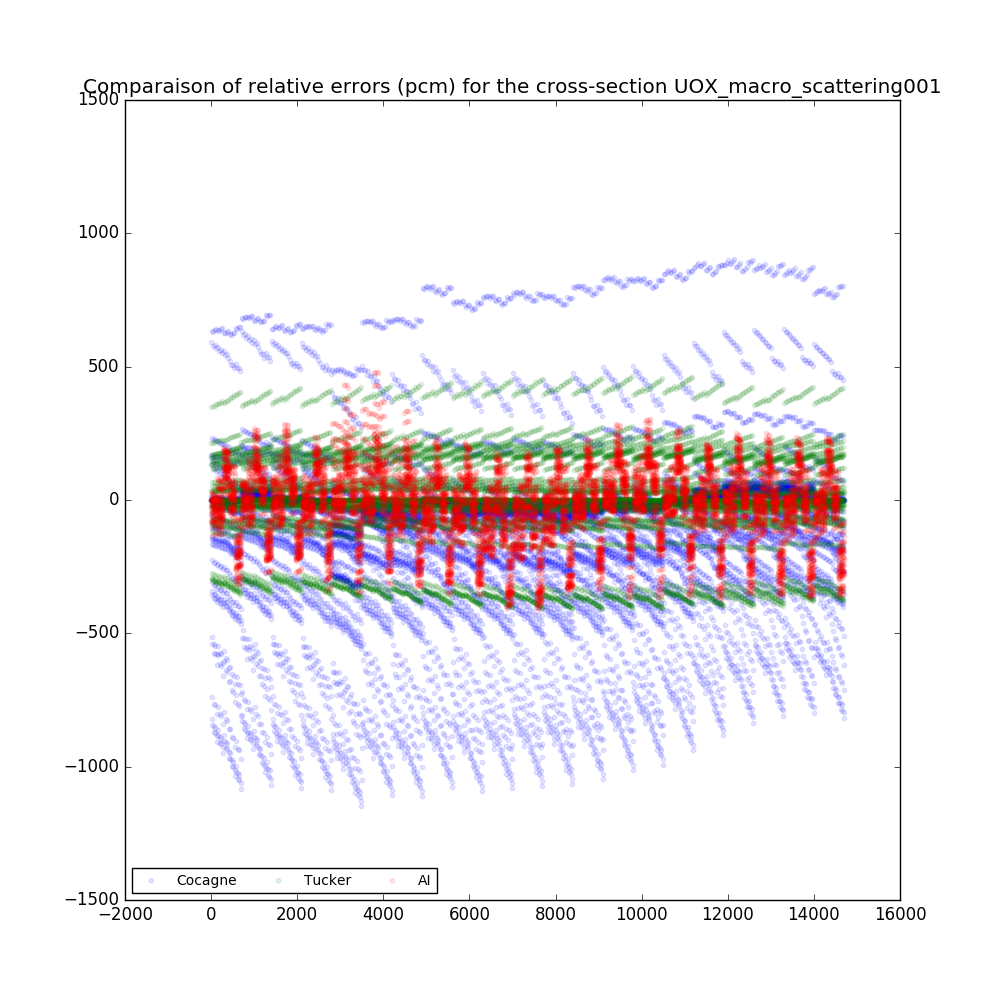 Comparaison of relative errors (pcm) for the cross-section UOX_macro_scattering001
1500
1000
500
0
−500
−1000
−1500
Cocagne Tucker AI
−2000 0 2000 4000 6000 8000 10000 12000 14000 16000